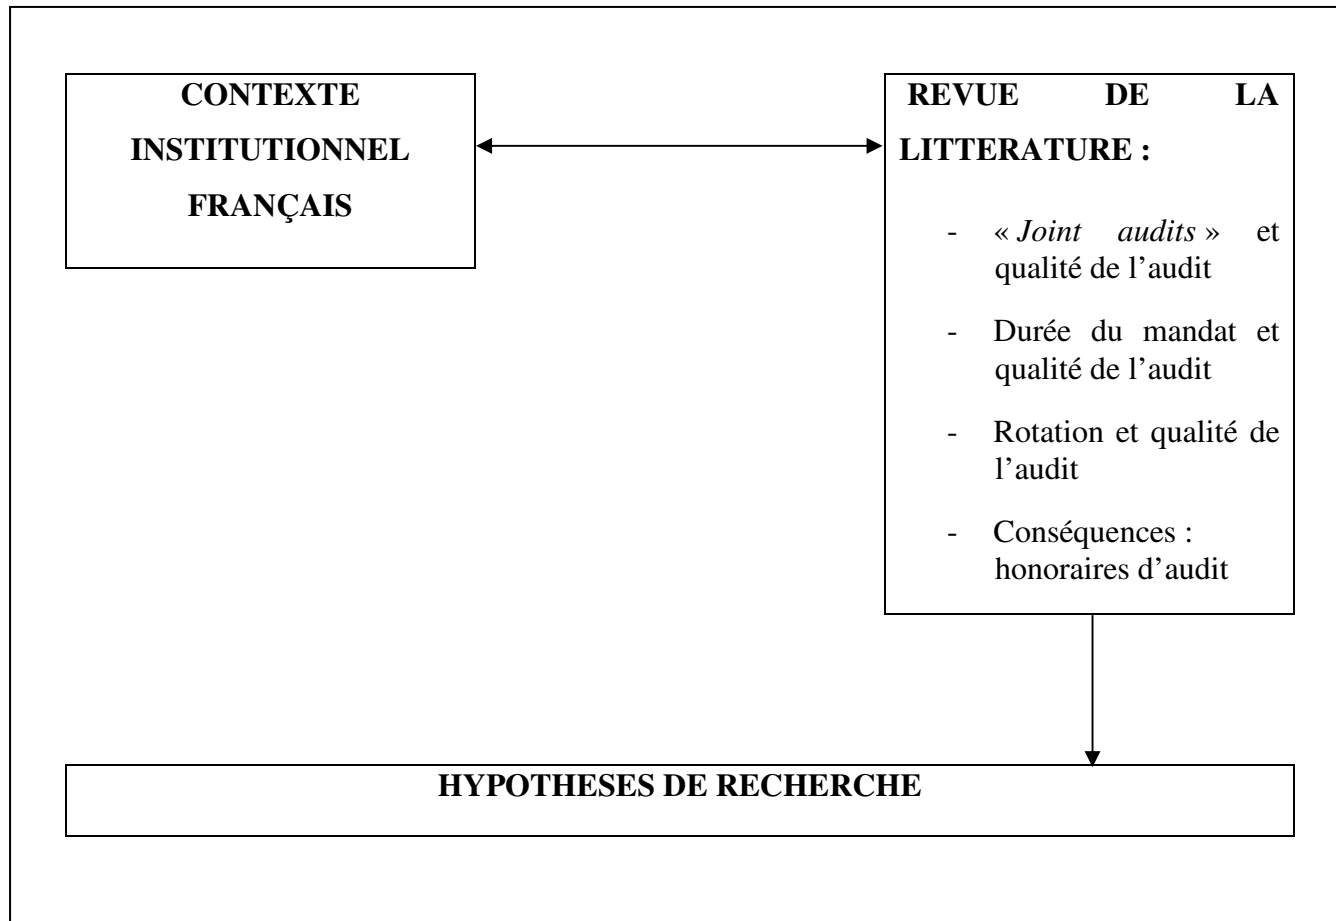 CONTEXTE
INSTITUTIONNEL
FRANÇAIS
REVUE DE LA
LITTERATURE :
- « Joint audits » et
qualité de l’audit
- Durée du mandat et
qualité de l’audit
- Rotation et qualité de
l’audit
- Conséquences :
honoraires d’audit
HYPOTHESES DE RECHERCHE